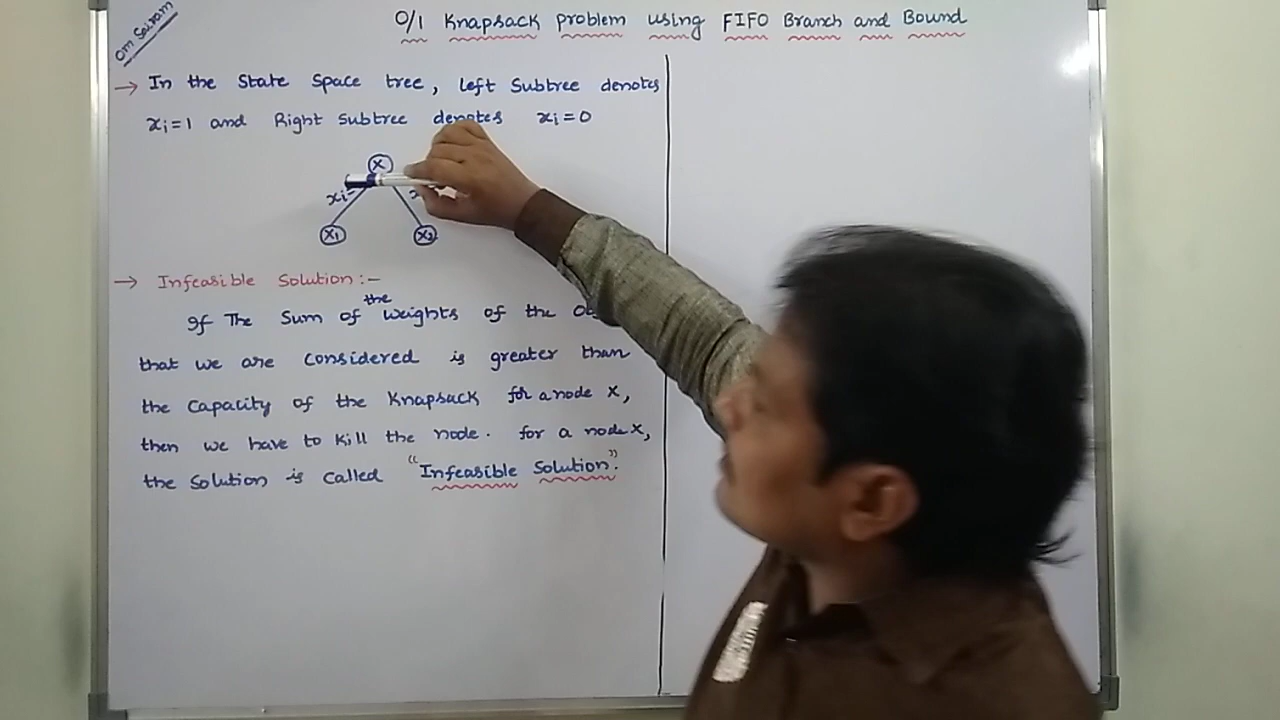 Om Sairam
0/1 Knapsack Problem using FIFO Branch and Bound
→ In the State Space tree, left Subtree denotes
xi=1 and Right Subtree denotes xi=0
X
xi=
X1 X2
→ Infeasible Solution:-
If The Sum of the weights of the
that we are considered is greater than
the capacity of the Knapsack for a node X,
then we have to kill the node. for a node X,
the solution is called "Infeasible Solution".